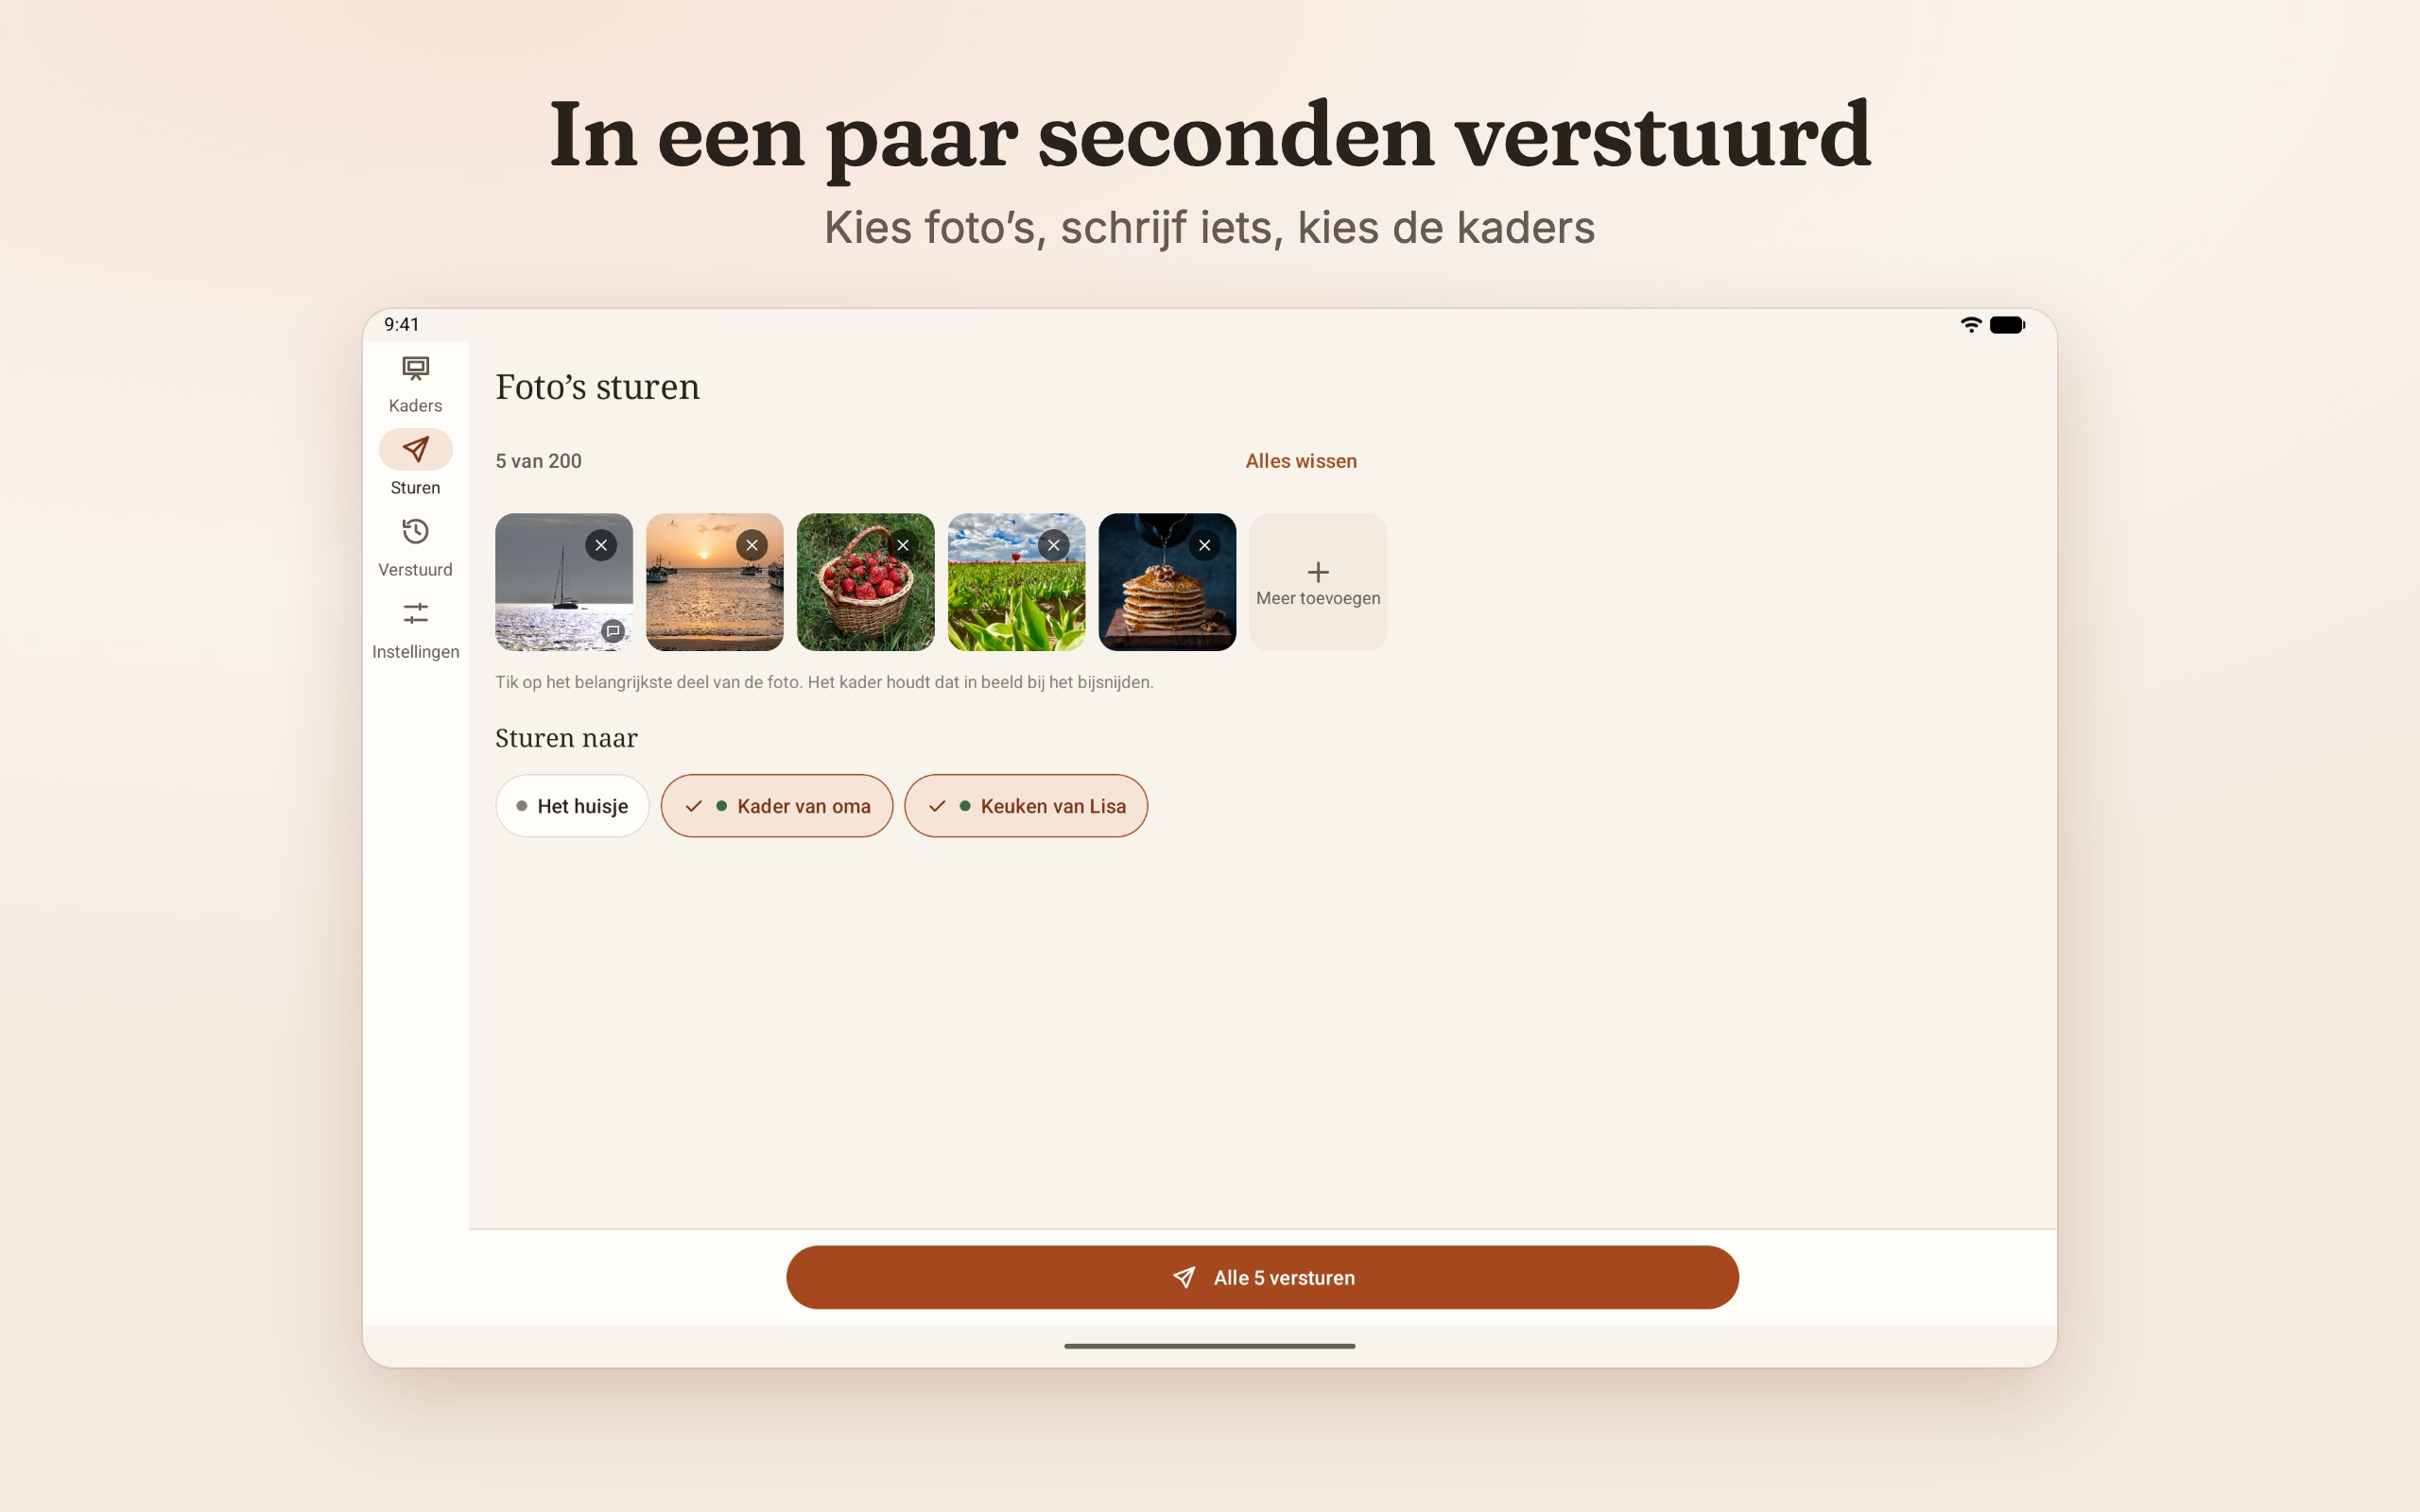 In een paar seconden verstuurd
Kies foto’s, schrijf iets, kies de kaders
9:41
Kaders
Sturen
Verstuurd
Instellingen
Foto’s sturen
5 van 200
Alles wissen
Meer toevoegen
Tik op het belangrijkste deel van de foto. Het kader houdt dat in beeld bij het bijsnijden.
Sturen naar
Het huisje
Kader van oma
Keuken van Lisa
Alle 5 versturen